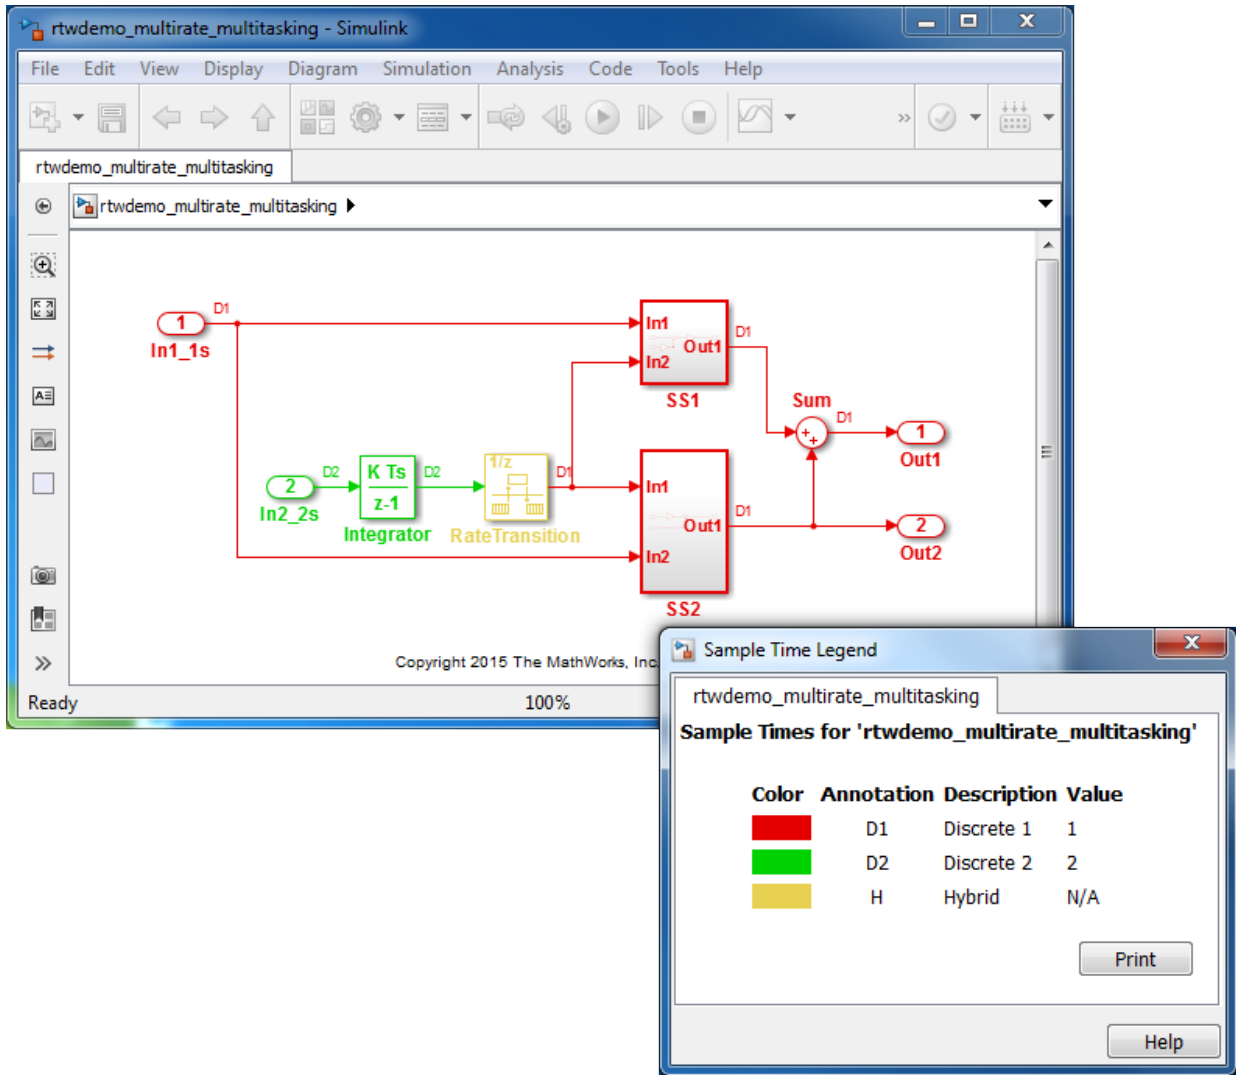 rtwdemo_multirate_multitasking - Simulink
File Edit View Display Diagram Simulation Analysis Code Tools Help
rtwdemo_multirate_multitasking
rtwdemo_multirate_multitasking
D1
1
In1_1s
In1
In2
Out1
SS1
D1
Sum
D1
1
Out1
D2
2
In2_2s
K Ts
z-1
Integrator
D2
1/z
RateTransition
D1
In1
Out1
In2
SS2
D1
2
Out2
Copyright 2015 The MathWorks, Inc.
Ready 100%
Sample Time Legend
rtwdemo_multirate_multitasking
Sample Times for 'rtwdemo_multirate_multitasking'
Color Annotation Description Value
D1 Discrete 1 1
D2 Discrete 2 2
H Hybrid N/A
Print
Help